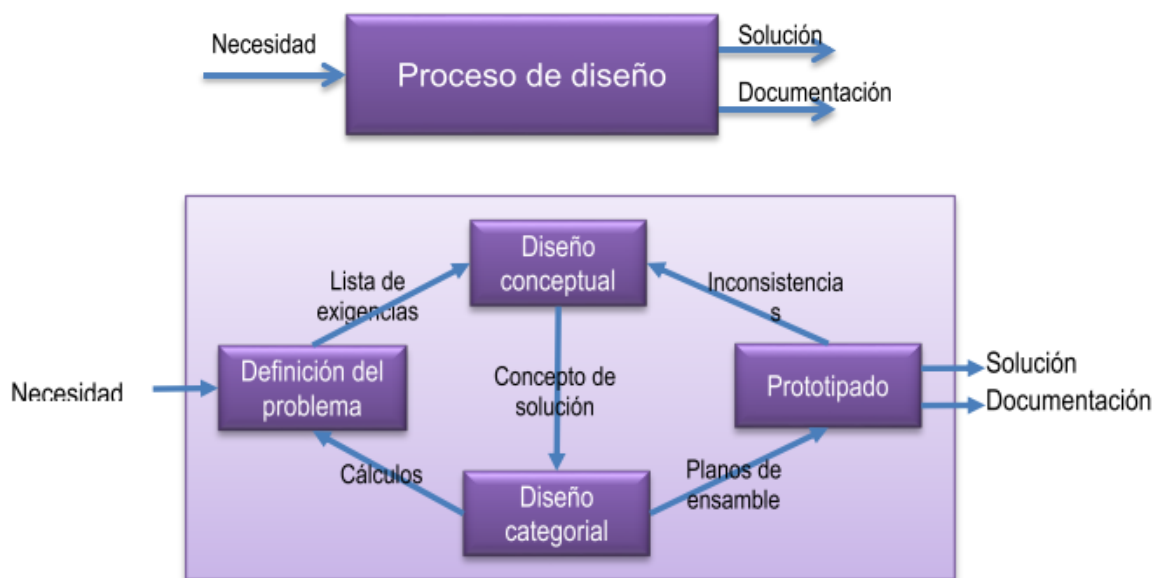 Necesidad
Proceso de diseño
Solución
Documentación
Diseño
conceptual
Lista de
exigencias
Inconsistencia
s
Definición del
problema
Necesidad
Concepto de
solución
Prototipado
Solución
Documentación
Cálculos
Diseño
categorial
Planos de
ensamble